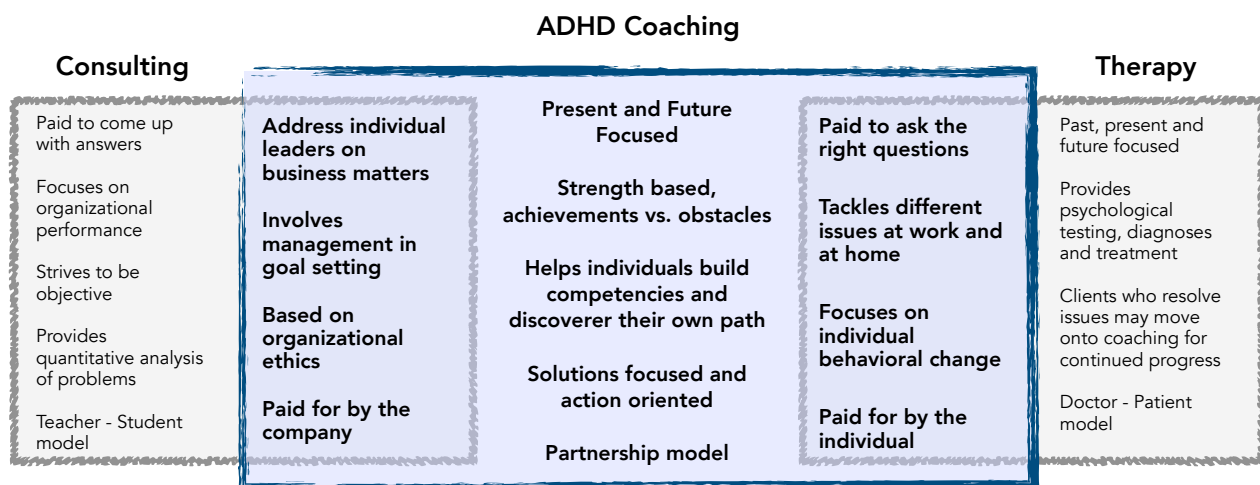 ADHD Coaching
Consulting
Therapy
Paid to come up
with answers
Focuses on
organizational
performance
Strives to be
objective
Provides
quantitative analysis
of problems
Teacher - Student
model
Address individual
leaders on
business matters
Involves
management in
goal setting
Based on
organizational
ethics
Paid for by the
company
Present and Future
Focused
Strength based,
achievements vs. obstacles
Helps individuals build
competencies and
discoverer their own path
Solutions focused and
action oriented
Partnership model
Paid to ask the
right questions
Tackles different
issues at work and
at home
Focuses on
individual
behavioral change
Paid for by the
individual
Past, present and
future focused
Provides
psychological
testing, diagnoses
and treatment
Clients who resolve
issues may move
onto coaching for
continued progress
Doctor - Patient
model